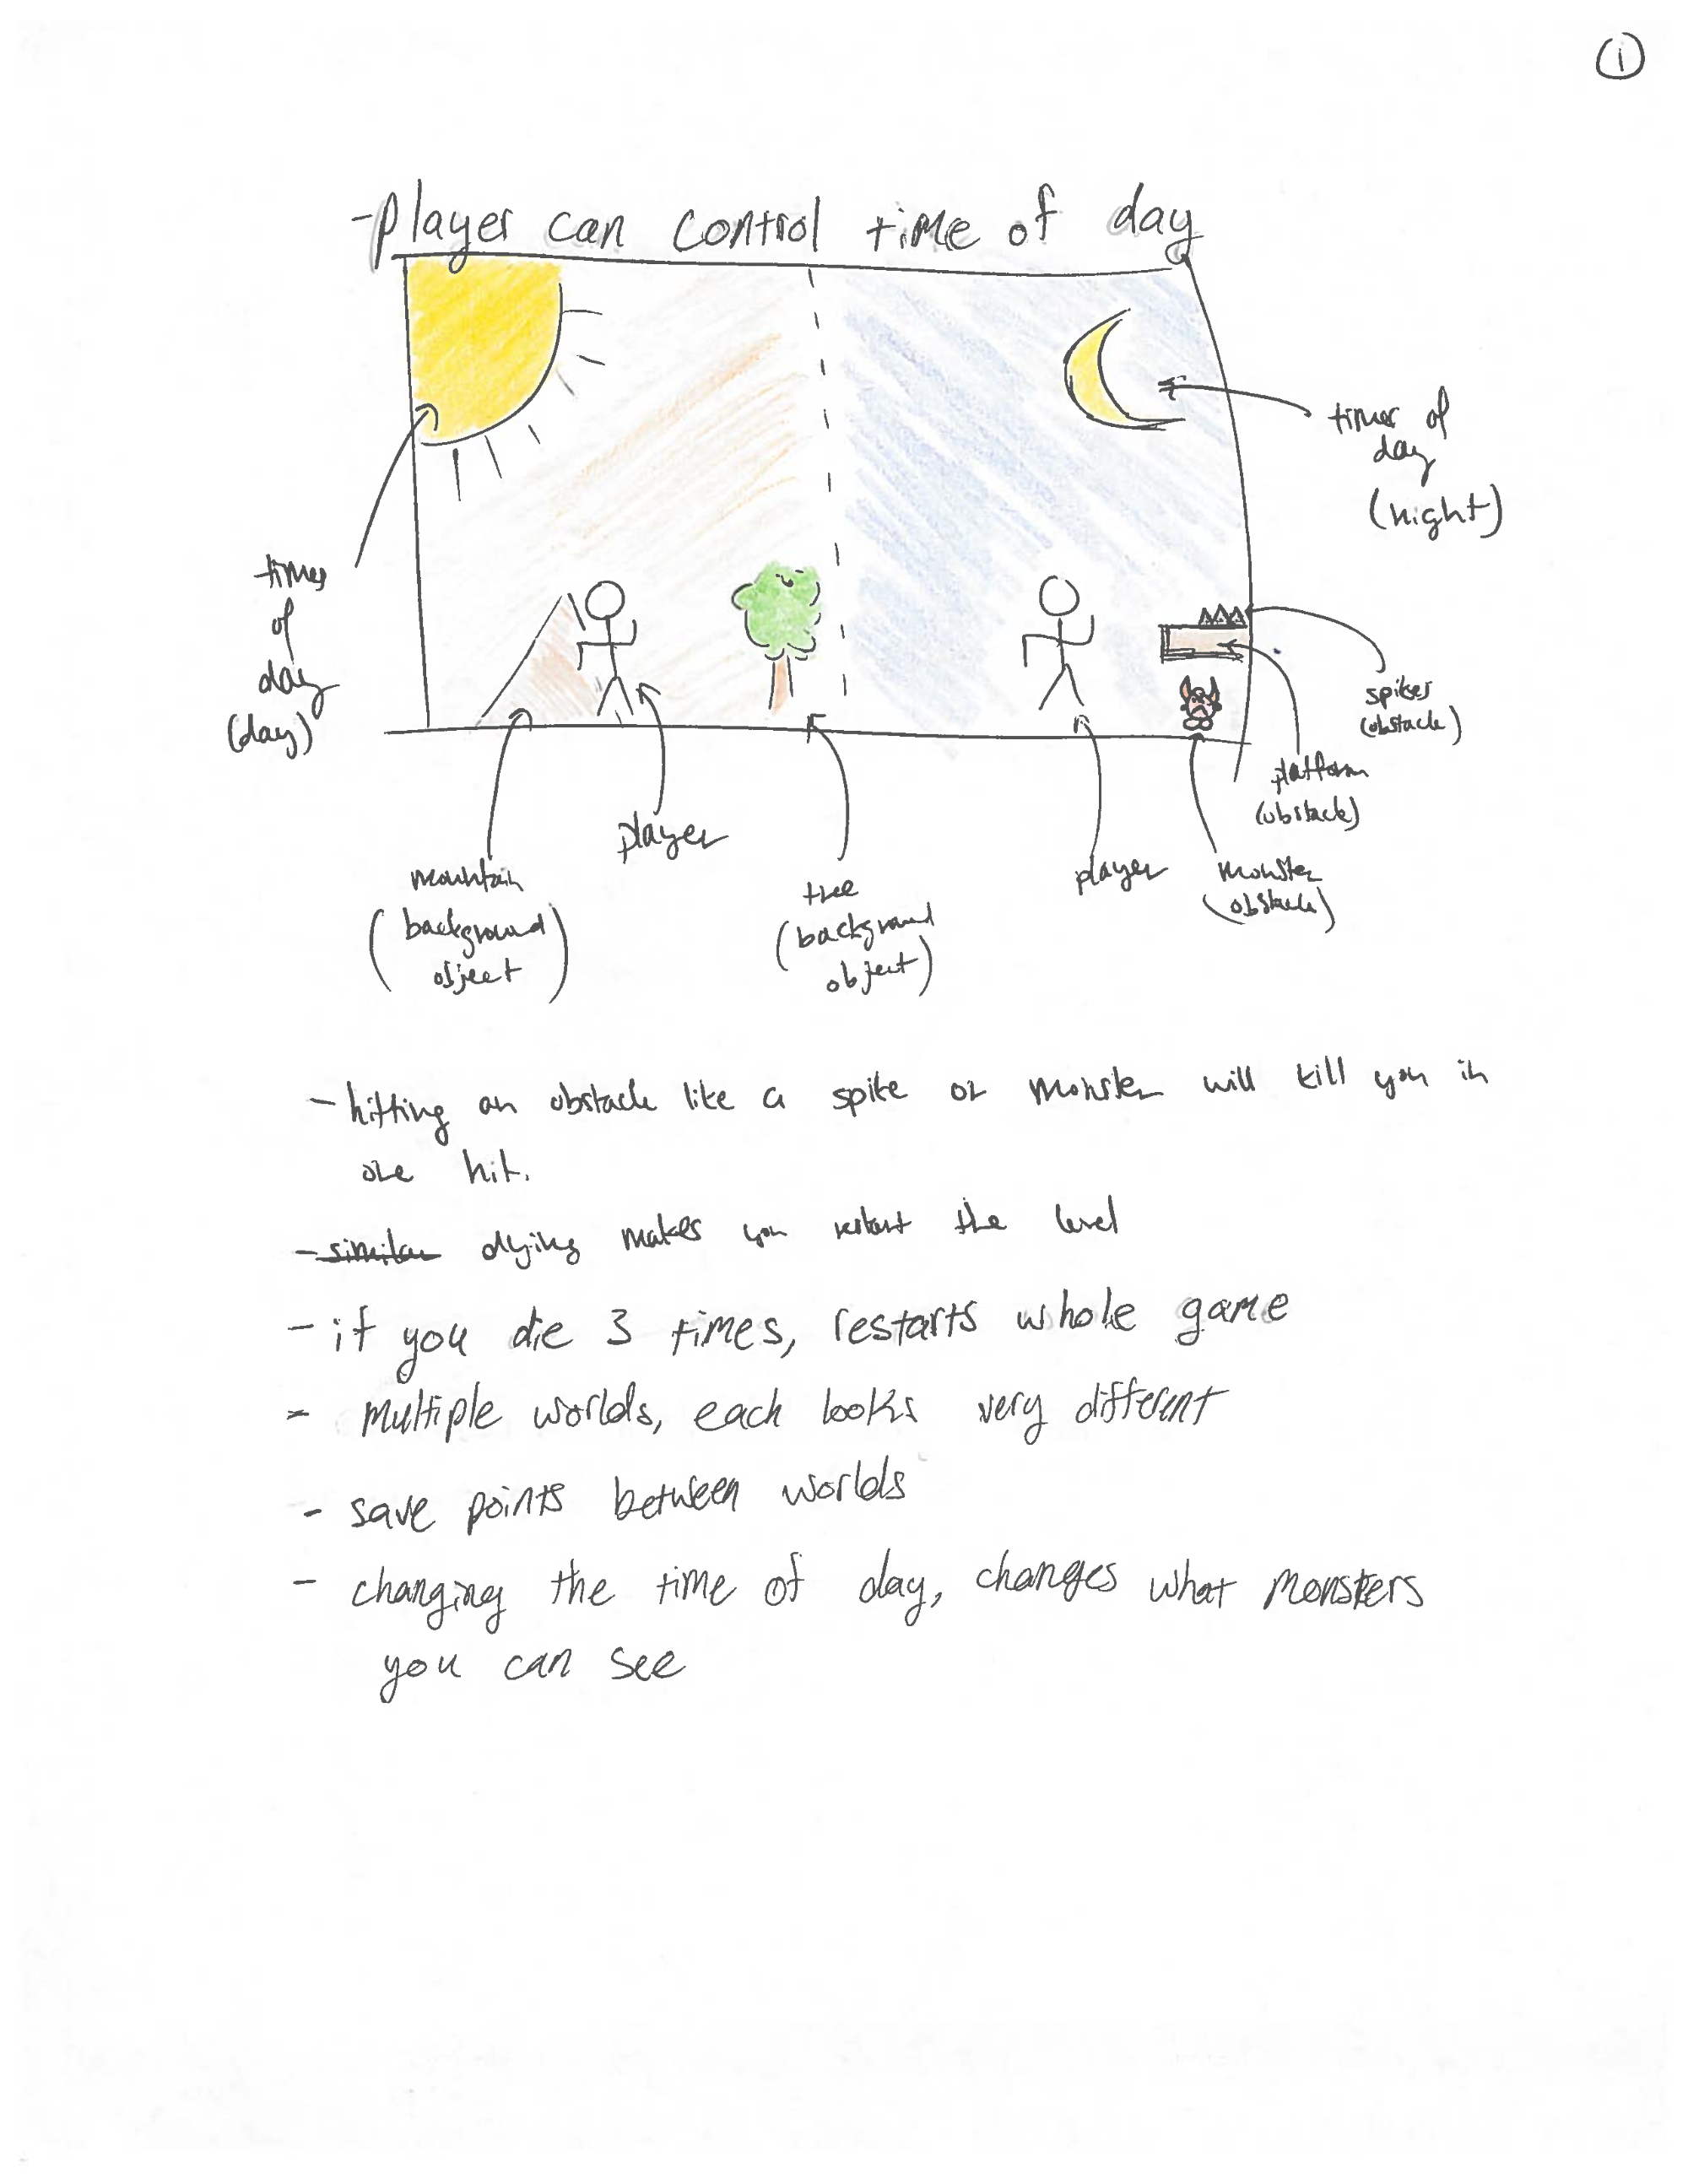 1
-player can control time of day
times
of
day
(day)
times of
day
(night)
spikes
(obstacle)
platform
(obstacle)
player
mountain
(background
object)
tree
(background
object)
player
monster
(obstacle)
- hitting an obstacle like a spike or monster will kill you in
one hit.
- similar dying makes you restart the level
- if you die 3 times, restarts whole game
- multiple worlds, each looks very different
- save points between worlds
- changing the time of day, changes what monsters
you can see